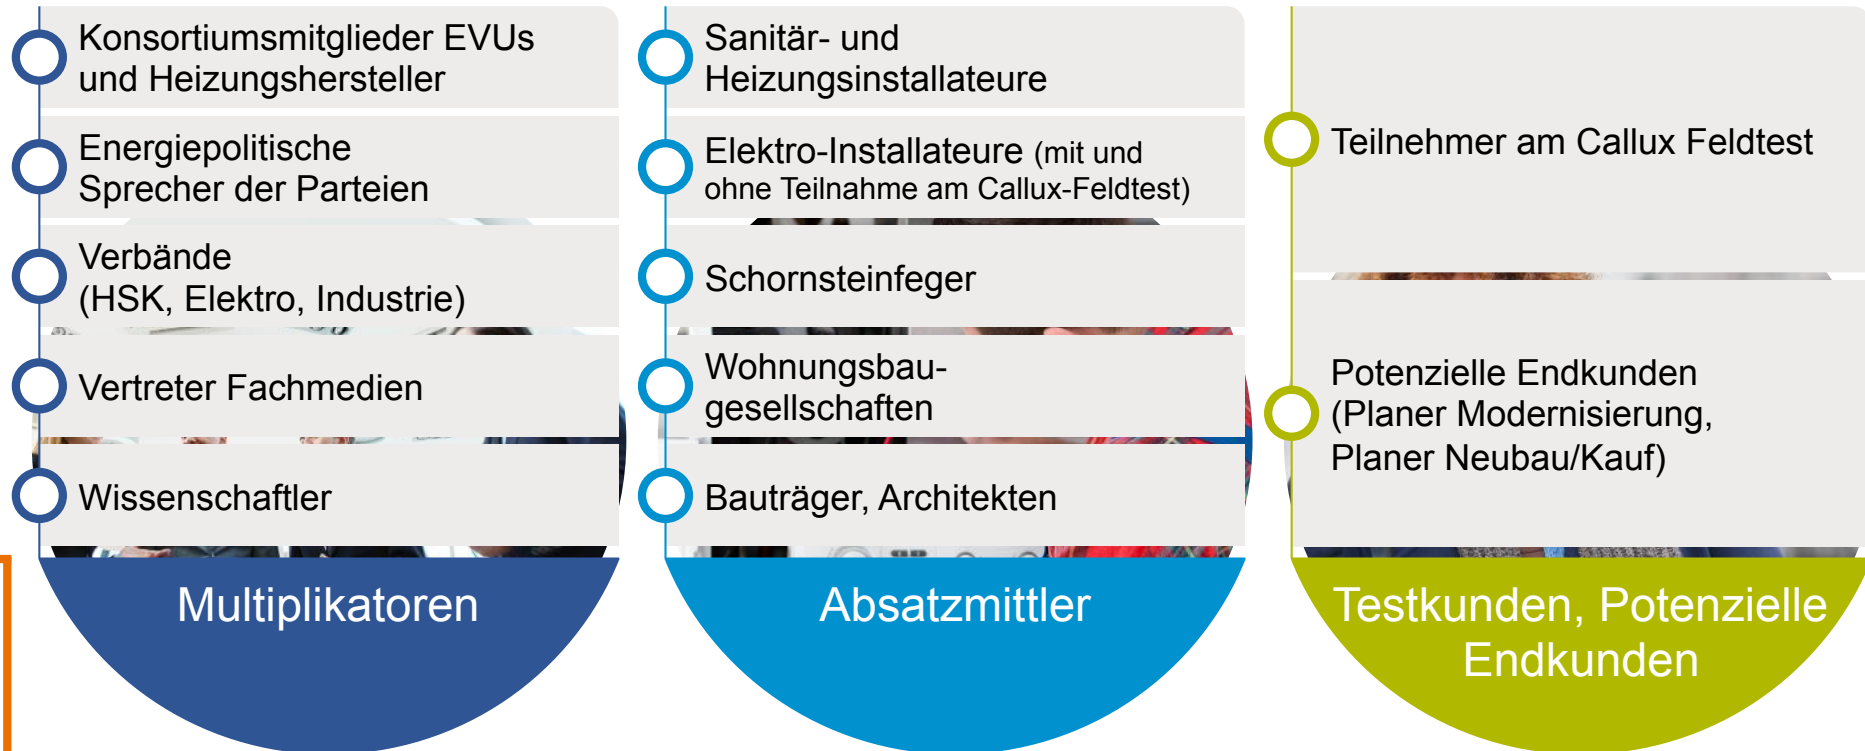 Konsortiumsmitglieder EVUs
und Heizungshersteller
Energiepolitische
Sprecher der Parteien
Verbände
(HSK, Elektro, Industrie)
Vertreter Fachmedien
Wissenschaftler
Multiplikatoren
Sanitär- und
Heizungsinstallateure
Elektro-Installateure (mit und
ohne Teilnahme am Callux-Feldtest)
Schornsteinfeger
Wohnungsbau-
gesellschaften
Bauträger, Architekten
Absatzmittler
Teilnehmer am Callux Feldtest
Potenzielle Endkunden
(Planer Modernisierung,
Planer Neubau/Kauf)
Testkunden, Potenzielle
Endkunden